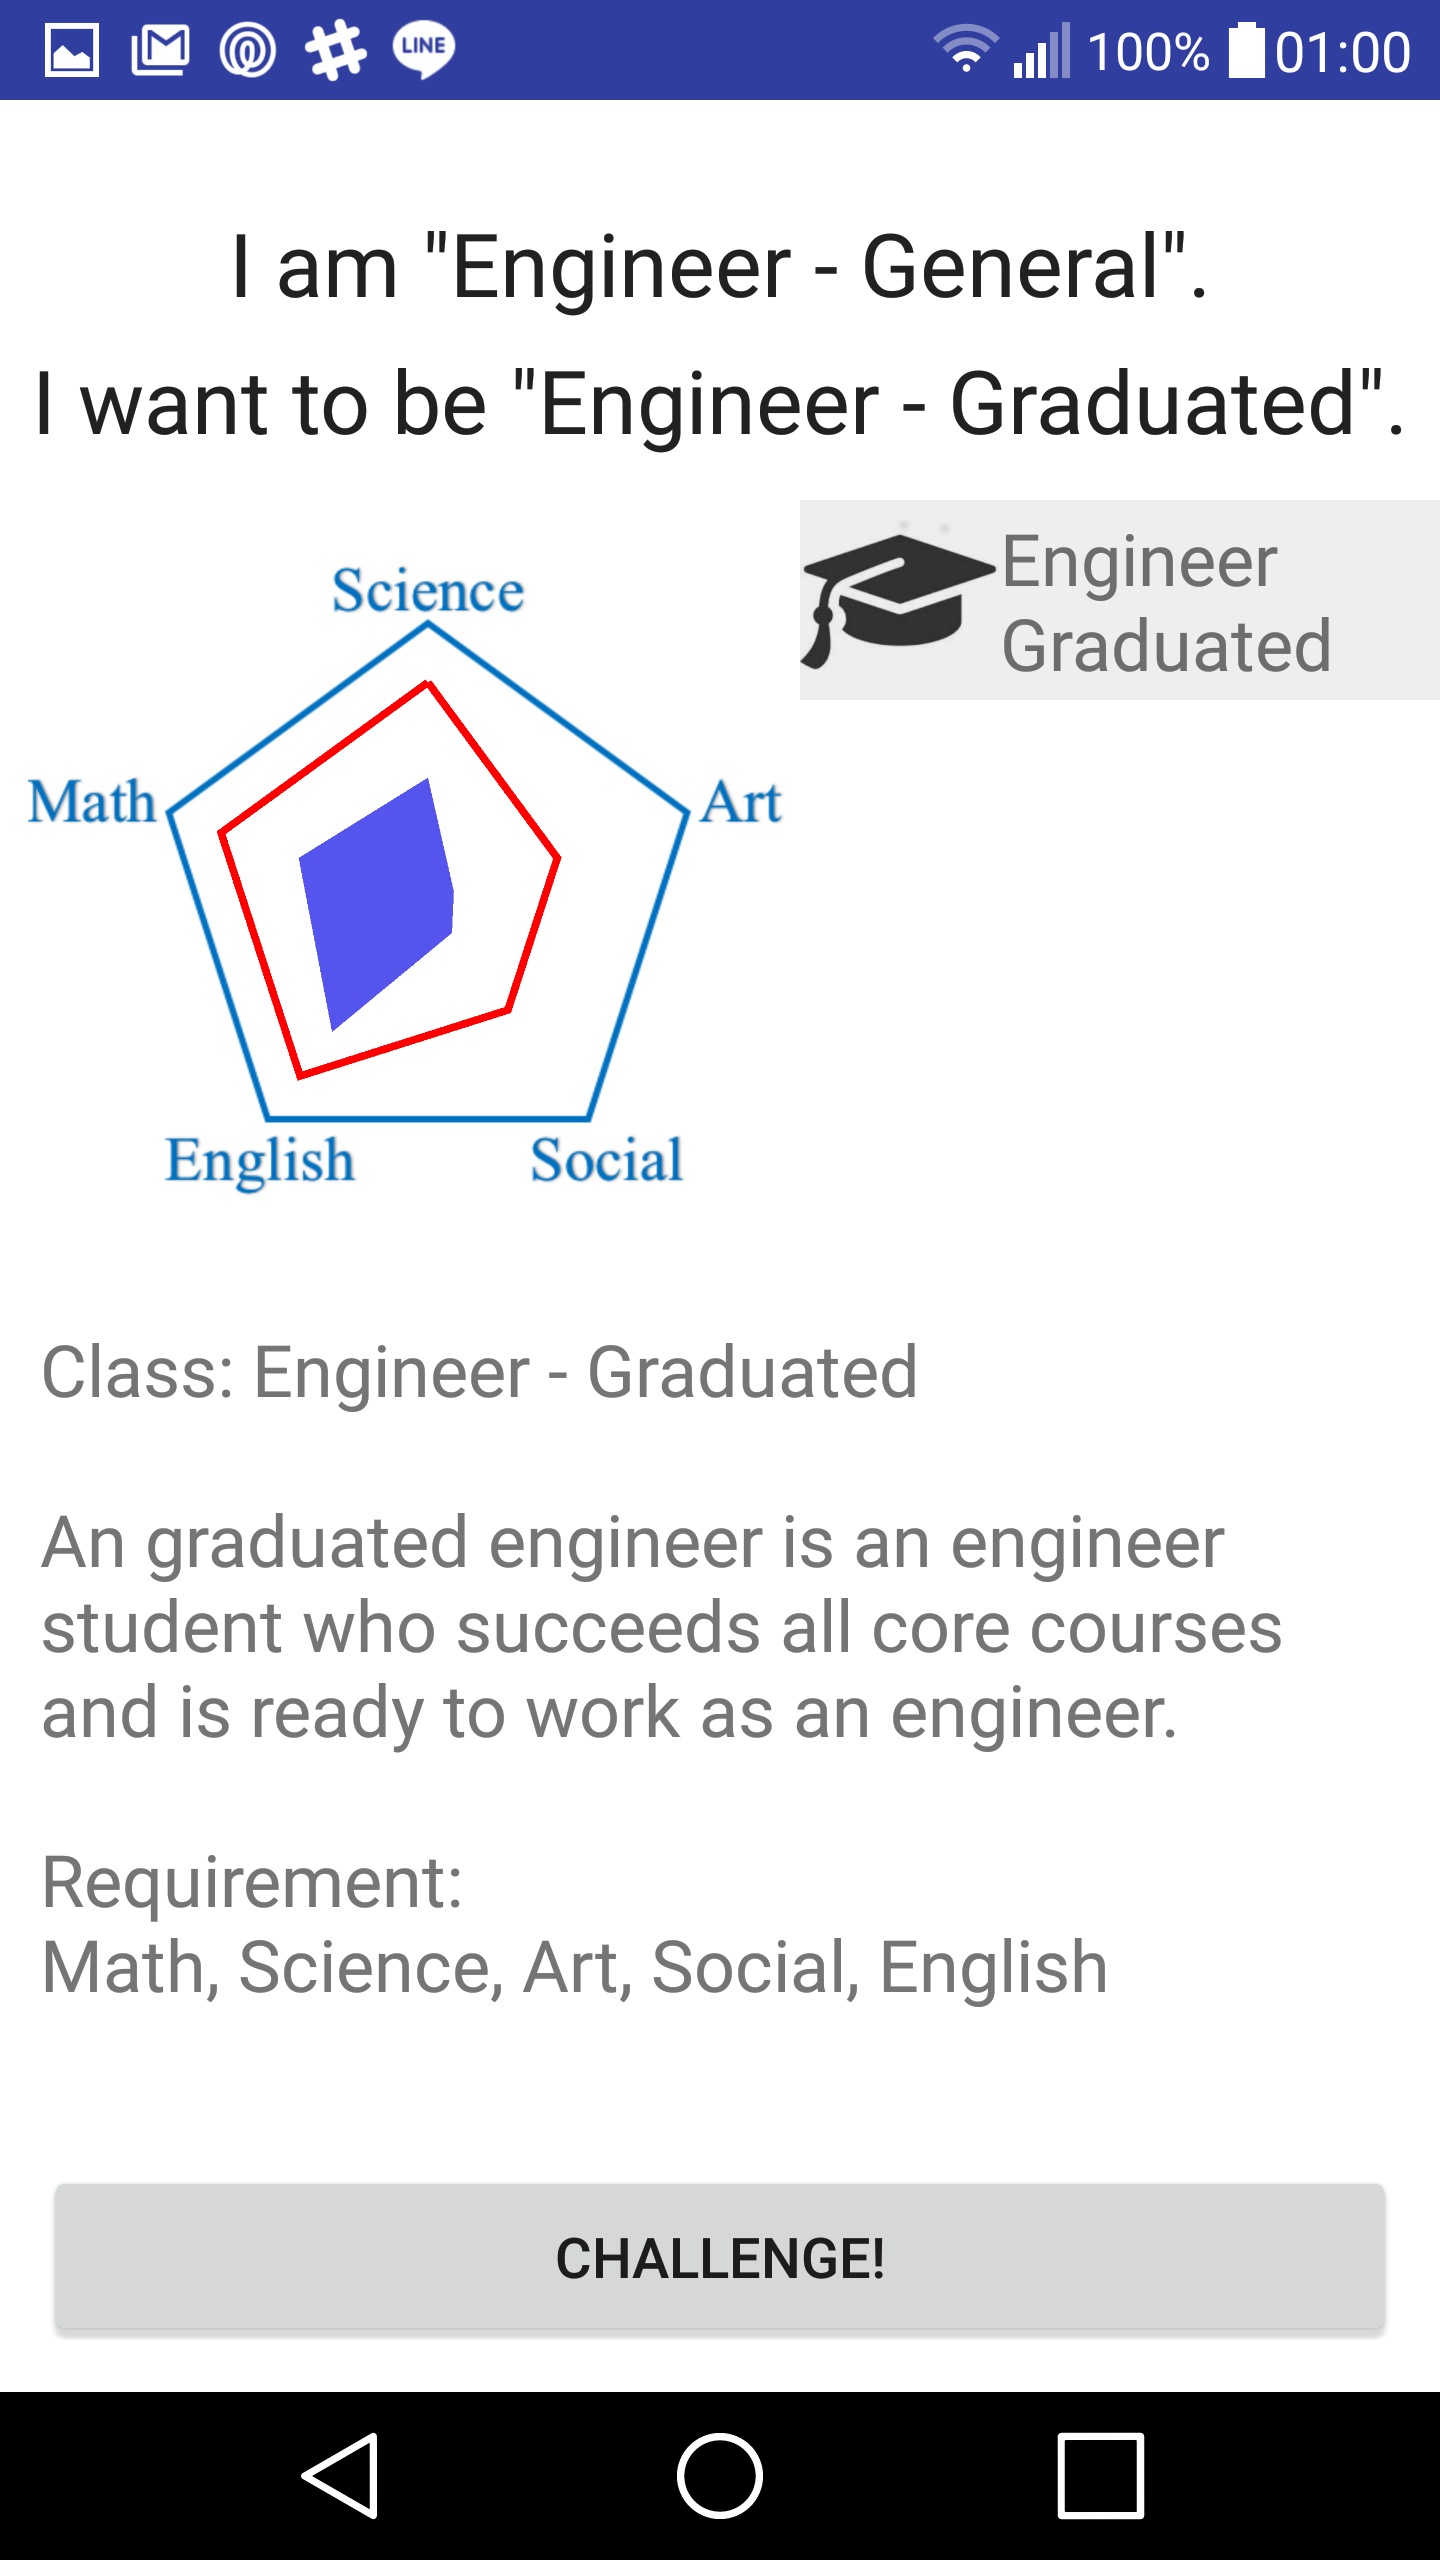 LINE 100% 01:00
I am "Engineer - General".
I want to be "Engineer - Graduated".
Engineer
Graduated
Science
Math
Art
English
Social
Class: Engineer - Graduated
An graduated engineer is an engineer
student who succeeds all core courses
and is ready to work as an engineer.
Requirement:
Math, Science, Art, Social, English
CHALLENGE!